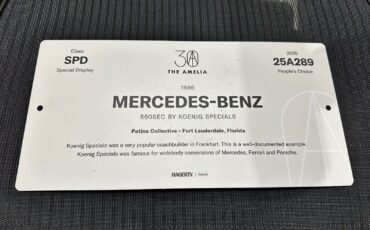 Class
SPD
Special Display
30
THE AMELIA
2025
25A289
People's Choice
1986
MERCEDES-BENZ
560SEC BY KOENIG SPECIALS
Patina Collective - Fort Lauderdale, Florida
Koenig Specials was a very popular coachbuilder in Frankfurt. This is a well-documented example.
Koenig Specials was famous for widebody conversions of Mercedes, Ferrari and Porsche.
HAGERTY | Events